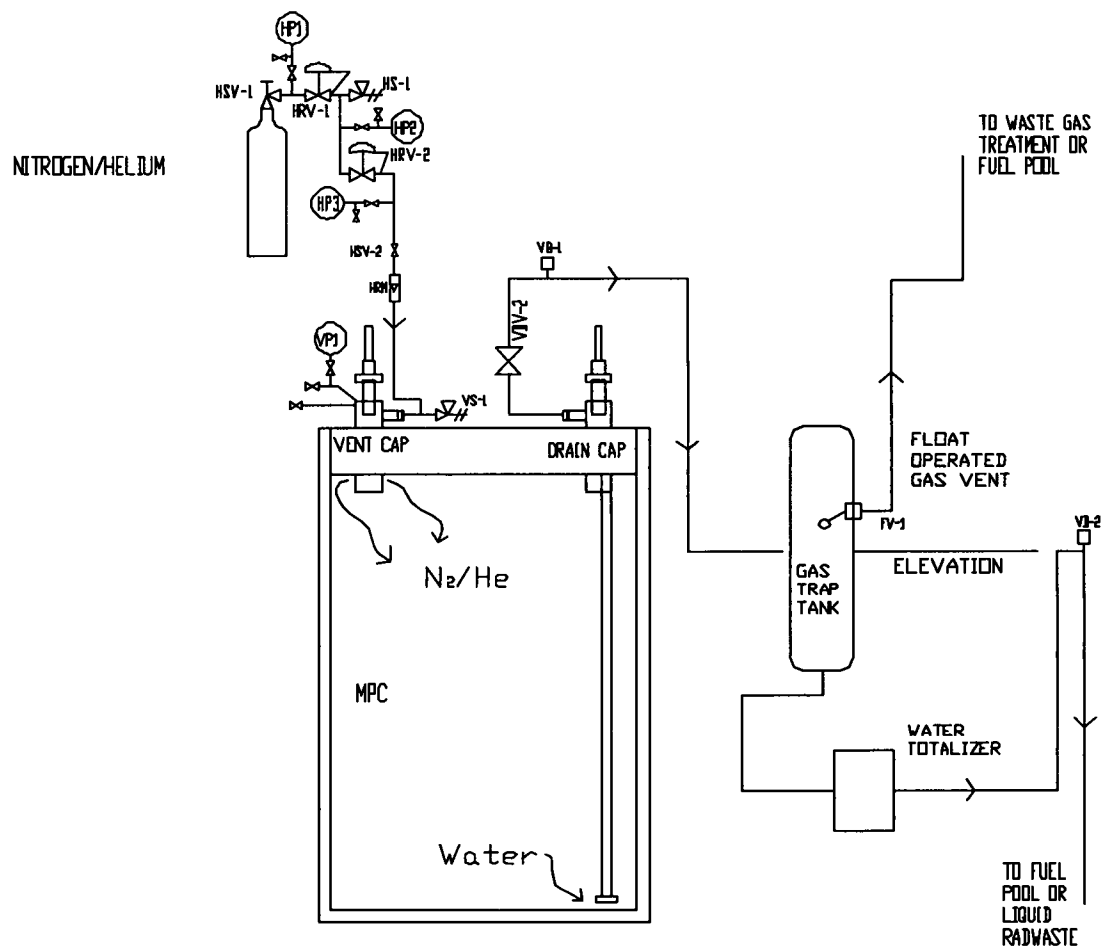 HP1
HSV-1
HRV-1
HS-1
HP2
NITROGEN/HELIUM
HRV-2
HP3
HSV-2
HRM
TO WASTE GAS
TREATMENT OR
FUEL POOL
VB-1
VDV-2
VP1
VS-1
VENT CAP
DRAIN CAP
FLOAT
OPERATED
GAS VENT
FV-1
N2/He
GAS
TRAP
TANK
ELEVATION
MPC
WATER
TOTALIZER
Water
TO FUEL
POOL OR
LIQUID
RADWASTE